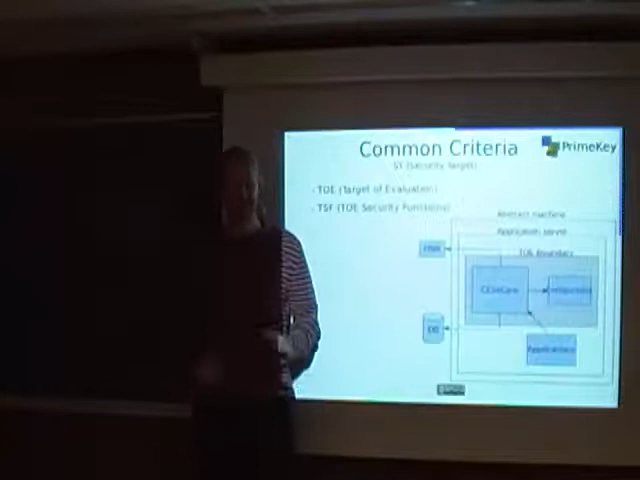 Common Criteria
PrimeKey
ST (Security Target)
- TOE (Target of Evaluation)
- TSF (TOE Security Functions)
Abstract machine
Application server
TOE Boundary
HSM
DB